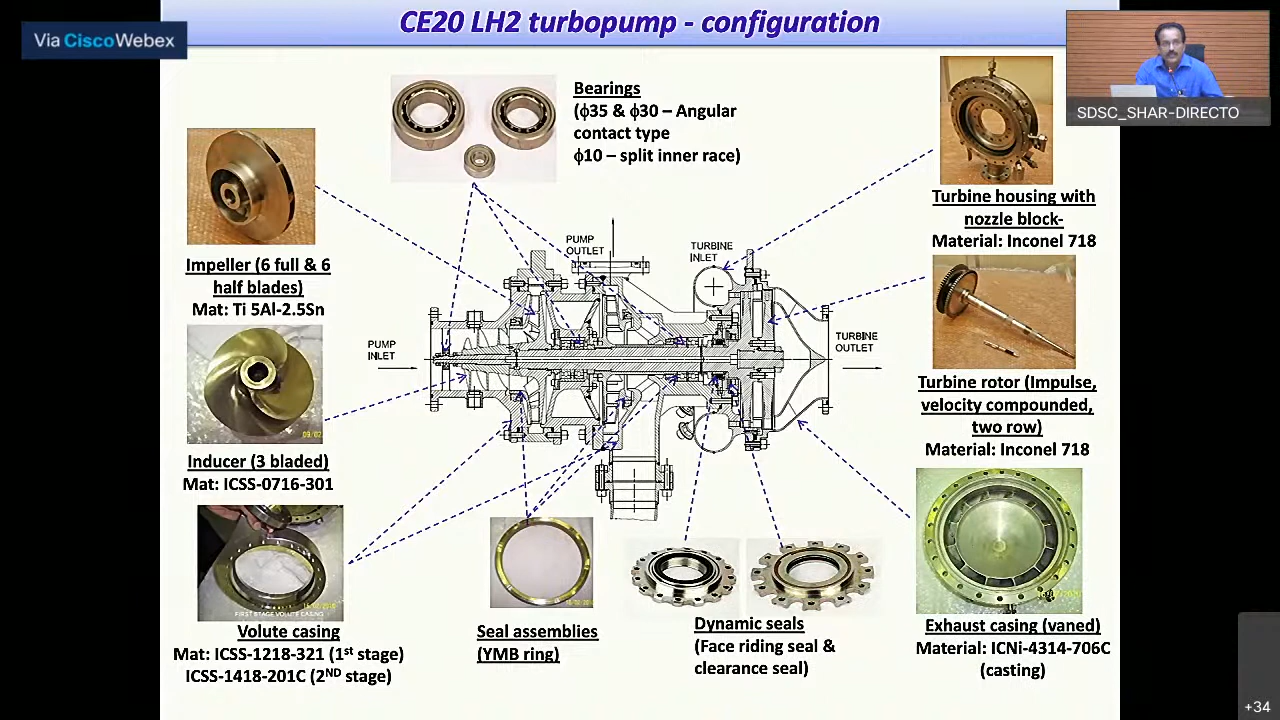 CE20 LH2 turbopump - configuration
Via CiscoWebex
SDSC_SHAR-DIRECTO
Bearings
(ϕ35 & ϕ30 – Angular
contact type
ϕ10 – split inner race)
Impeller (6 full & 6
half blades)
Mat: Ti 5Al-2.5Sn
Inducer (3 bladed)
Mat: ICSS-0716-301
Volute casing
Mat: ICSS-1218-321 (1st stage)
ICSS-1418-201C (2ND stage)
PUMP
INLET
PUMP
OUTLET
TURBINE
INLET
TURBINE
OUTLET
Turbine housing with
nozzle block-
Material: Inconel 718
Turbine rotor (Impulse,
velocity compounded,
two row)
Material: Inconel 718
FIRST STAGE VOLUTE CASING
Seal assemblies
(YMB ring)
Dynamic seals
(Face riding seal &
clearance seal)
Exhaust casing (vaned)
Material: ICNi-4314-706C
(casting)
+34